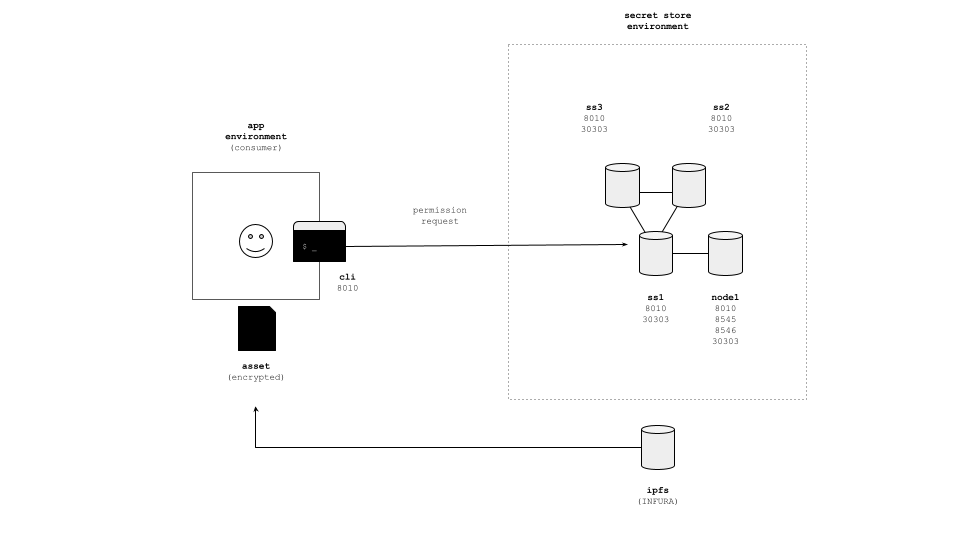 secret store
environment
ss3
8010
30303
ss2
8010
30303
app
environment
(consumer)
permission
request
$ _
cli
8010
ss1
8010
30303
node1
8010
8545
8546
30303
asset
(encrypted)
ipfs
(INFURA)